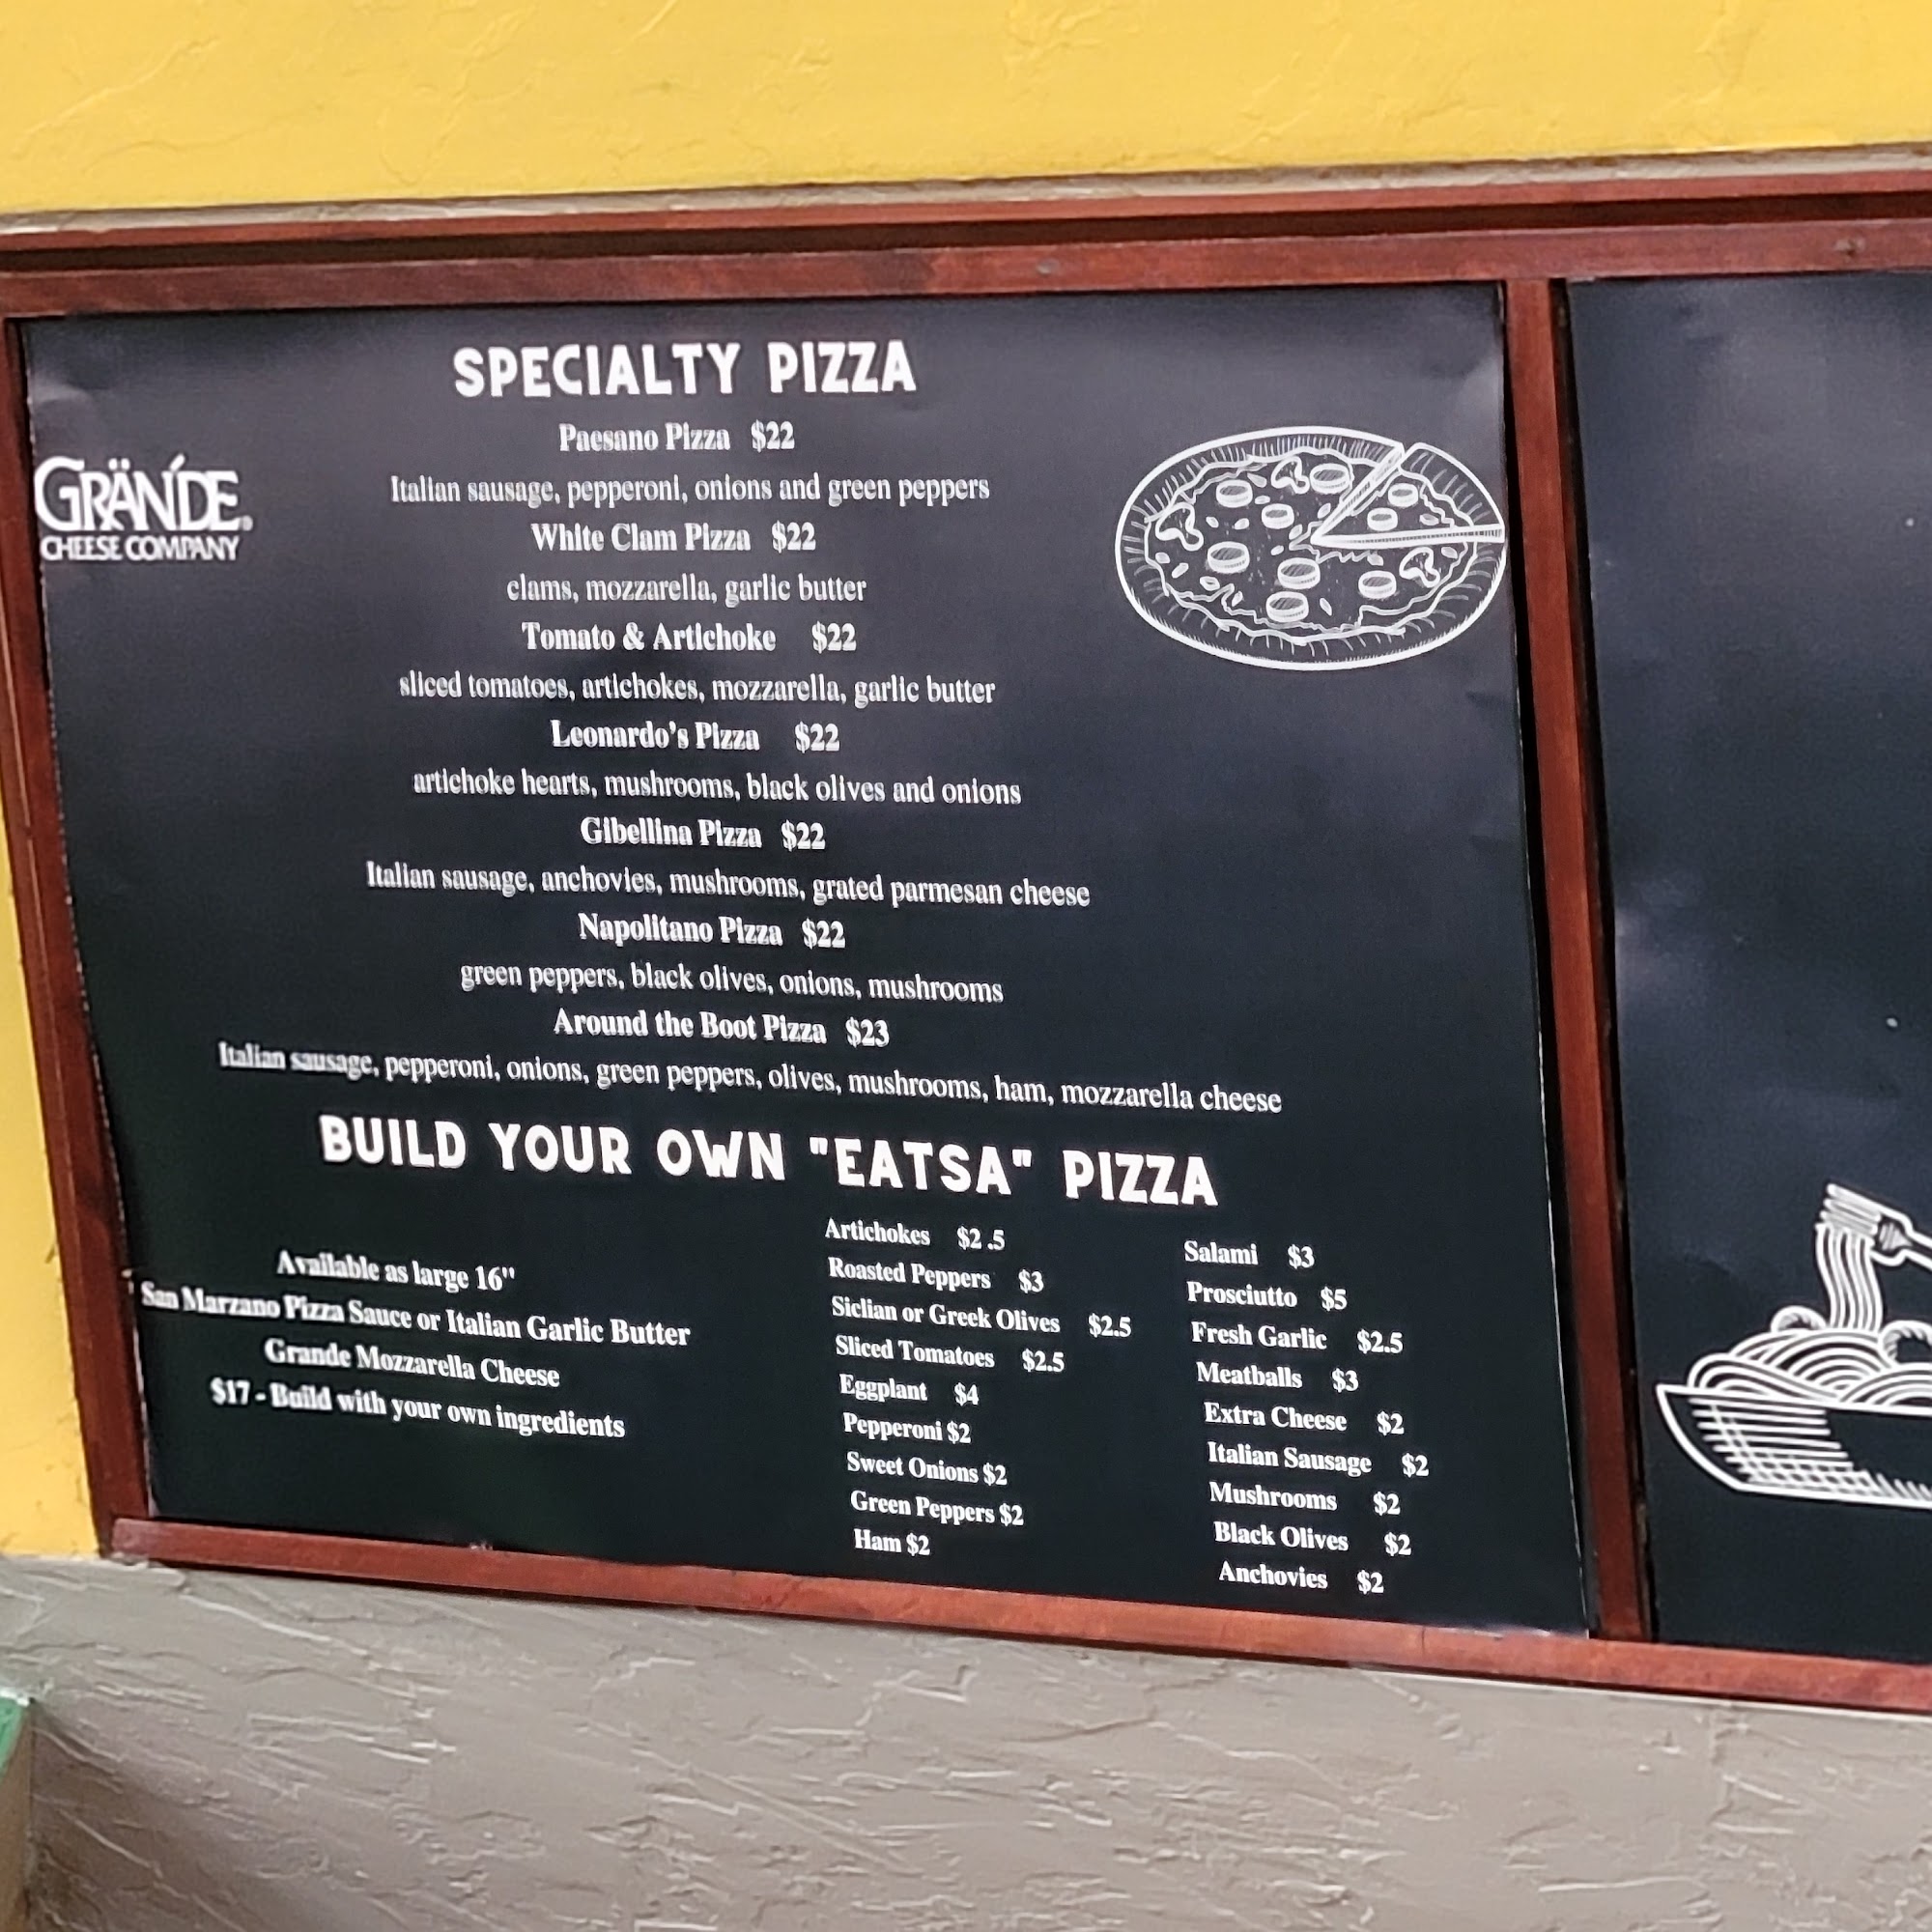 SPECIALTY PIZZA
GRÄNDE®
CHEESE COMPANY
Paesano Pizza $22
Italian sausage, pepperoni, onions and green peppers
White Clam Pizza $22
clams, mozzarella, garlic butter
Tomato & Artichoke $22
sliced tomatoes, artichokes, mozzarella, garlic butter
Leonardo's Pizza $22
artichoke hearts, mushrooms, black olives and onions
Gibellina Pizza $22
Italian sausage, anchovies, mushrooms, grated parmesan cheese
Napolitano Pizza $22
green peppers, black olives, onions, mushrooms
Around the Boot Pizza $23
Italian sausage, pepperoni, onions, green peppers, olives, mushrooms, ham, mozzarella cheese
BUILD YOUR OWN "EATSA" PIZZA
Available as large 16"
San Marzano Pizza Sauce or Italian Garlic Butter
Grande Mozzarella Cheese
$17 - Build with your own ingredients
Artichokes $2 .5
Roasted Peppers $3
Siclian or Greek Olives $2.5
Sliced Tomatoes $2.5
Eggplant $4
Pepperoni $2
Sweet Onions $2
Green Peppers $2
Ham $2
Salami $3
Prosciutto $5
Fresh Garlic $2.5
Meatballs $3
Extra Cheese $2
Italian Sausage $2
Mushrooms $2
Black Olives $2
Anchovies $2